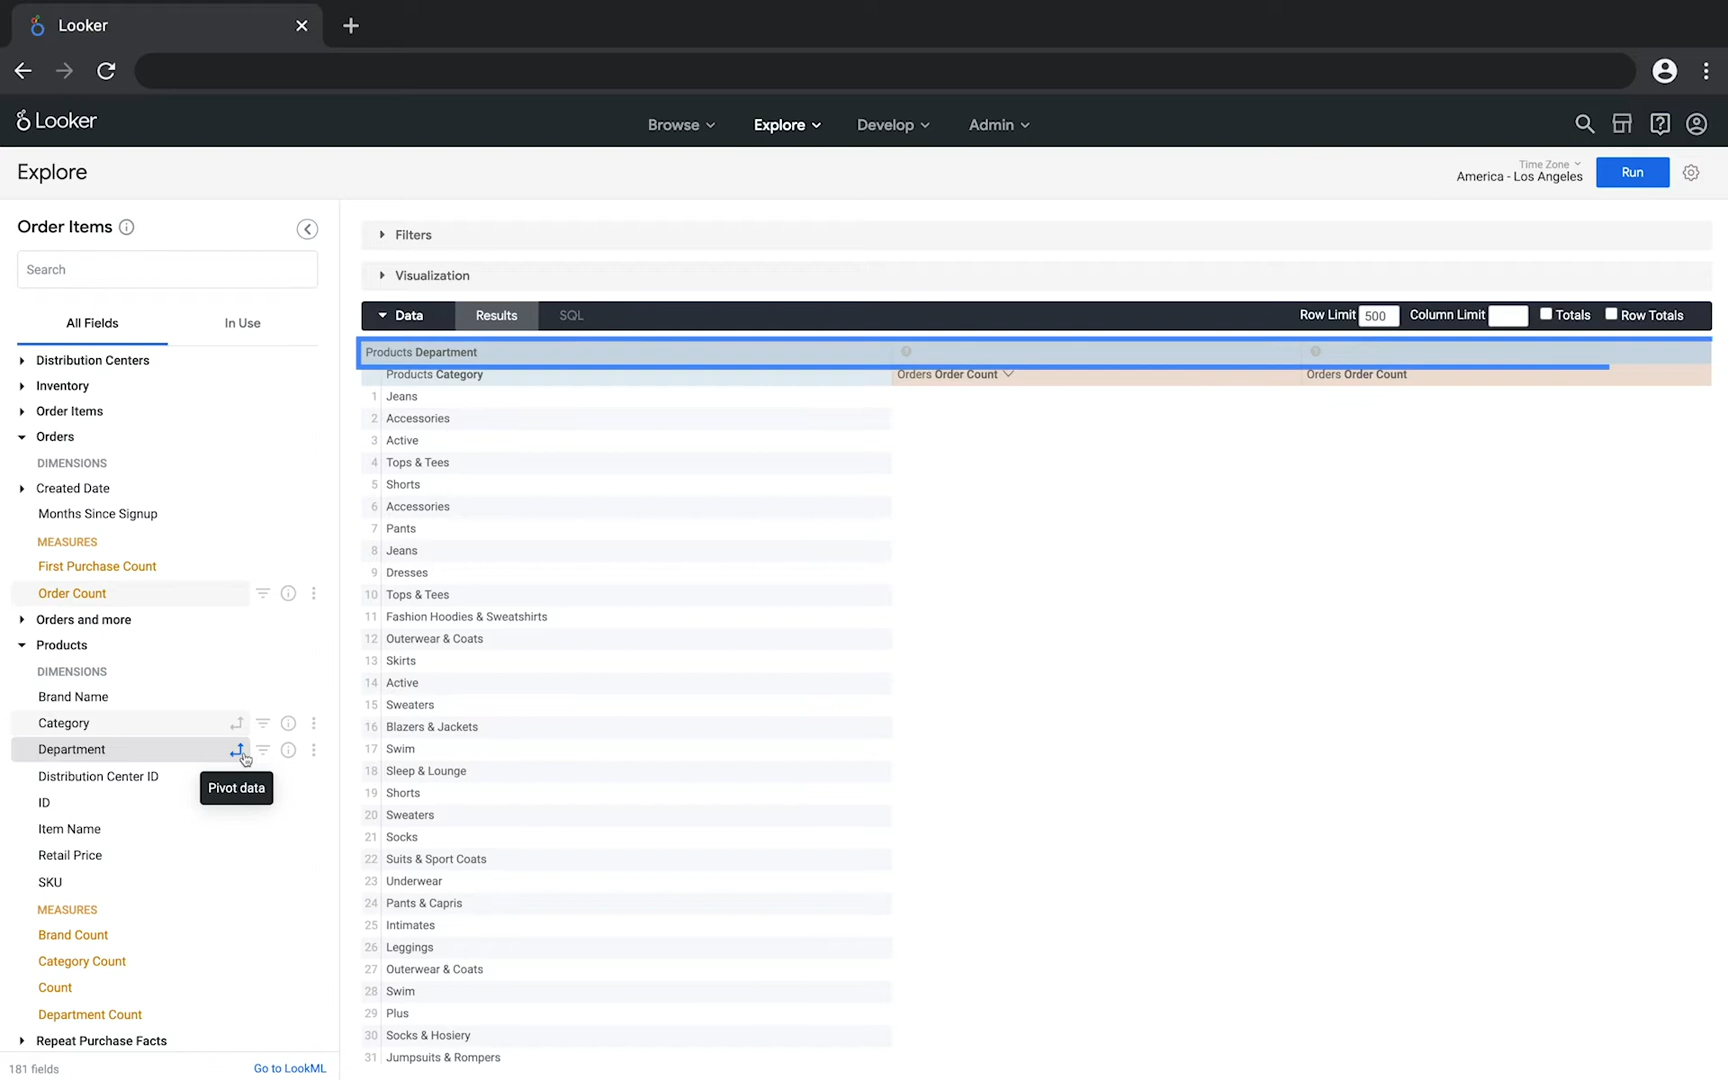 Looker
Looker
Browse Explore Develop Admin
Explore
Time Zone
America - Los Angeles
Run
Order Items
Search
All Fields In Use
Distribution Centers
Inventory
Order Items
Orders
DIMENSIONS
Created Date
Months Since Signup
MEASURES
First Purchase Count
Order Count
Orders and more
Products
DIMENSIONS
Brand Name
Category
Department
Pivot data
Distribution Center ID
ID
Item Name
Retail Price
SKU
MEASURES
Brand Count
Category Count
Count
Department Count
Repeat Purchase Facts
181 fields Go to LookML
Filters
Visualization
Data Results SQL Row Limit 500 Column Limit Totals Row Totals
Products Department
Products Category Orders Order Count Orders Order Count
1 Jeans
2 Accessories
3 Active
4 Tops & Tees
5 Shorts
6 Accessories
7 Pants
8 Jeans
9 Dresses
10 Tops & Tees
11 Fashion Hoodies & Sweatshirts
12 Outerwear & Coats
13 Skirts
14 Active
15 Sweaters
16 Blazers & Jackets
17 Swim
18 Sleep & Lounge
19 Shorts
20 Sweaters
21 Socks
22 Suits & Sport Coats
23 Underwear
24 Pants & Capris
25 Intimates
26 Leggings
27 Outerwear & Coats
28 Swim
29 Plus
30 Socks & Hosiery
31 Jumpsuits & Rompers